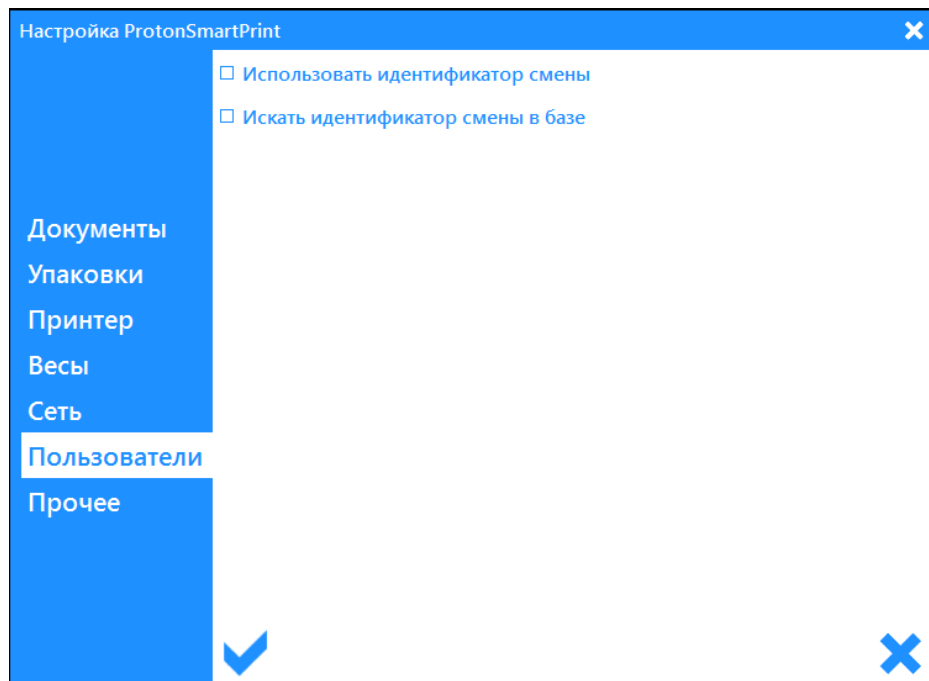 Настройка ProtonSmartPrint
Использовать идентификатор смены
Искать идентификатор смены в базе
Документы
Упаковки
Принтер
Весы
Сеть
Пользователи
Прочее